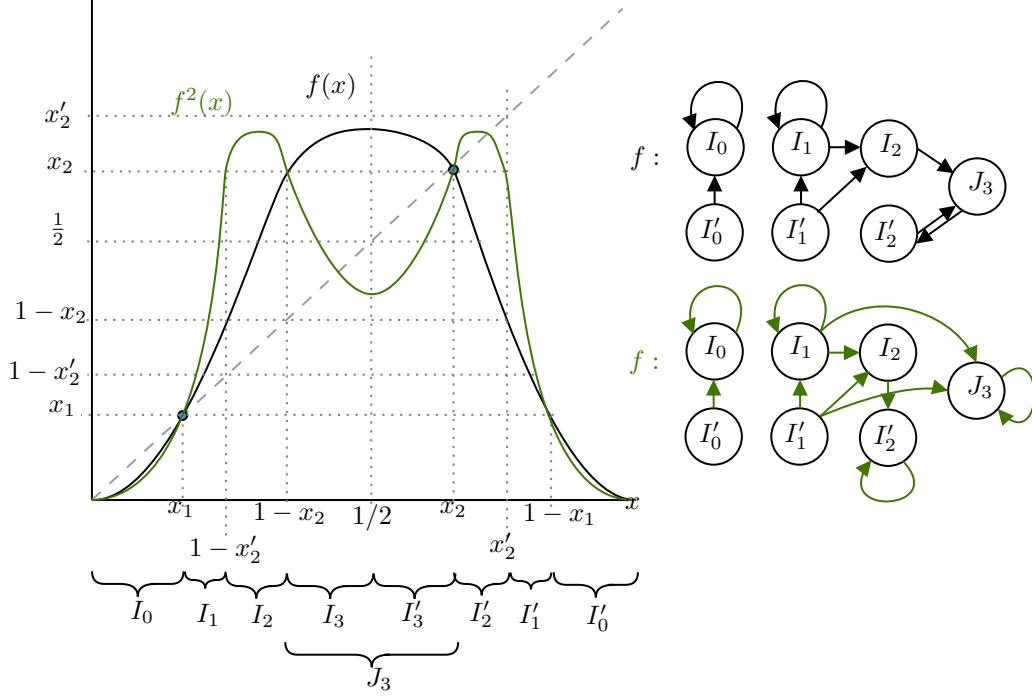 f²(x)
f(x)
x′₂
x₂
1/2
1 − x₂
1 − x′₂
x₁
x₁
1 − x₂
1/2
x₂
1 − x₁
x
1 − x′₂
x′₂
I₀
I₁
I₂
I₃
I′₃
I′₂
I′₁
I′₀
J₃
f :
I₀
I₁
I₂
J₃
I′₀
I′₁
I′₂
f :
I₀
I₁
I₂
J₃
I′₀
I′₁
I′₂